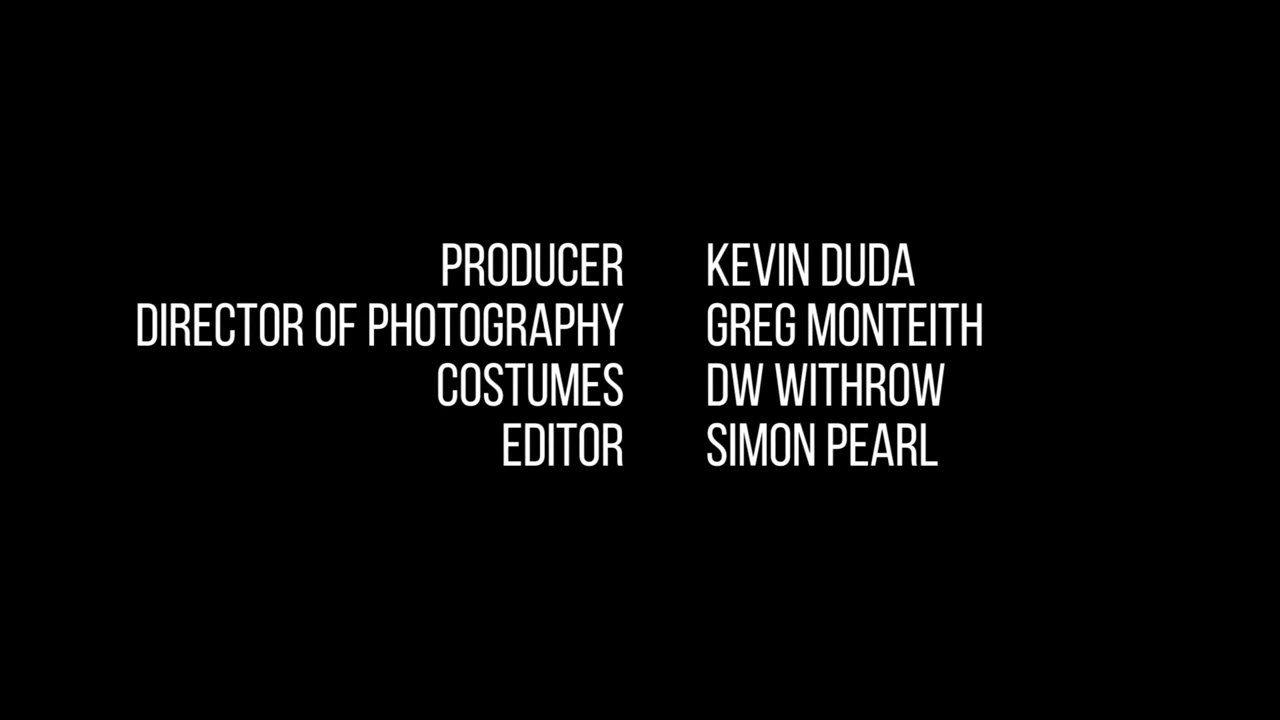 PRODUCER KEVIN DUDA
DIRECTOR OF PHOTOGRAPHY GREG MONTEITH
COSTUMES DW WITHROW
EDITOR SIMON PEARL